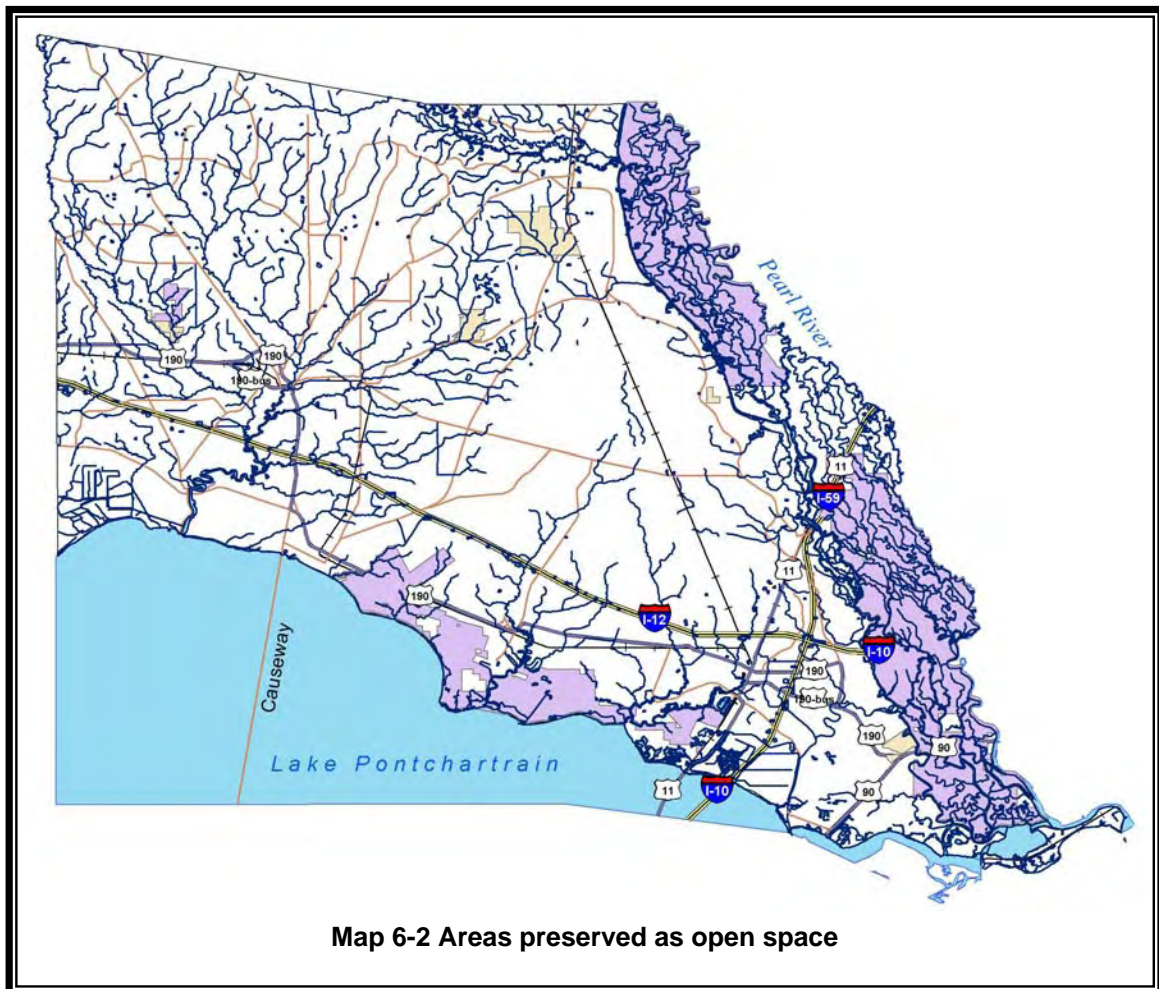 Pearl River
190
190
190-bus
11
I-59
11
190
I-12
I-10
190
190-bus
190
90
Causeway
Lake Pontchartrain
11
I-10
90
Map 6-2 Areas preserved as open space